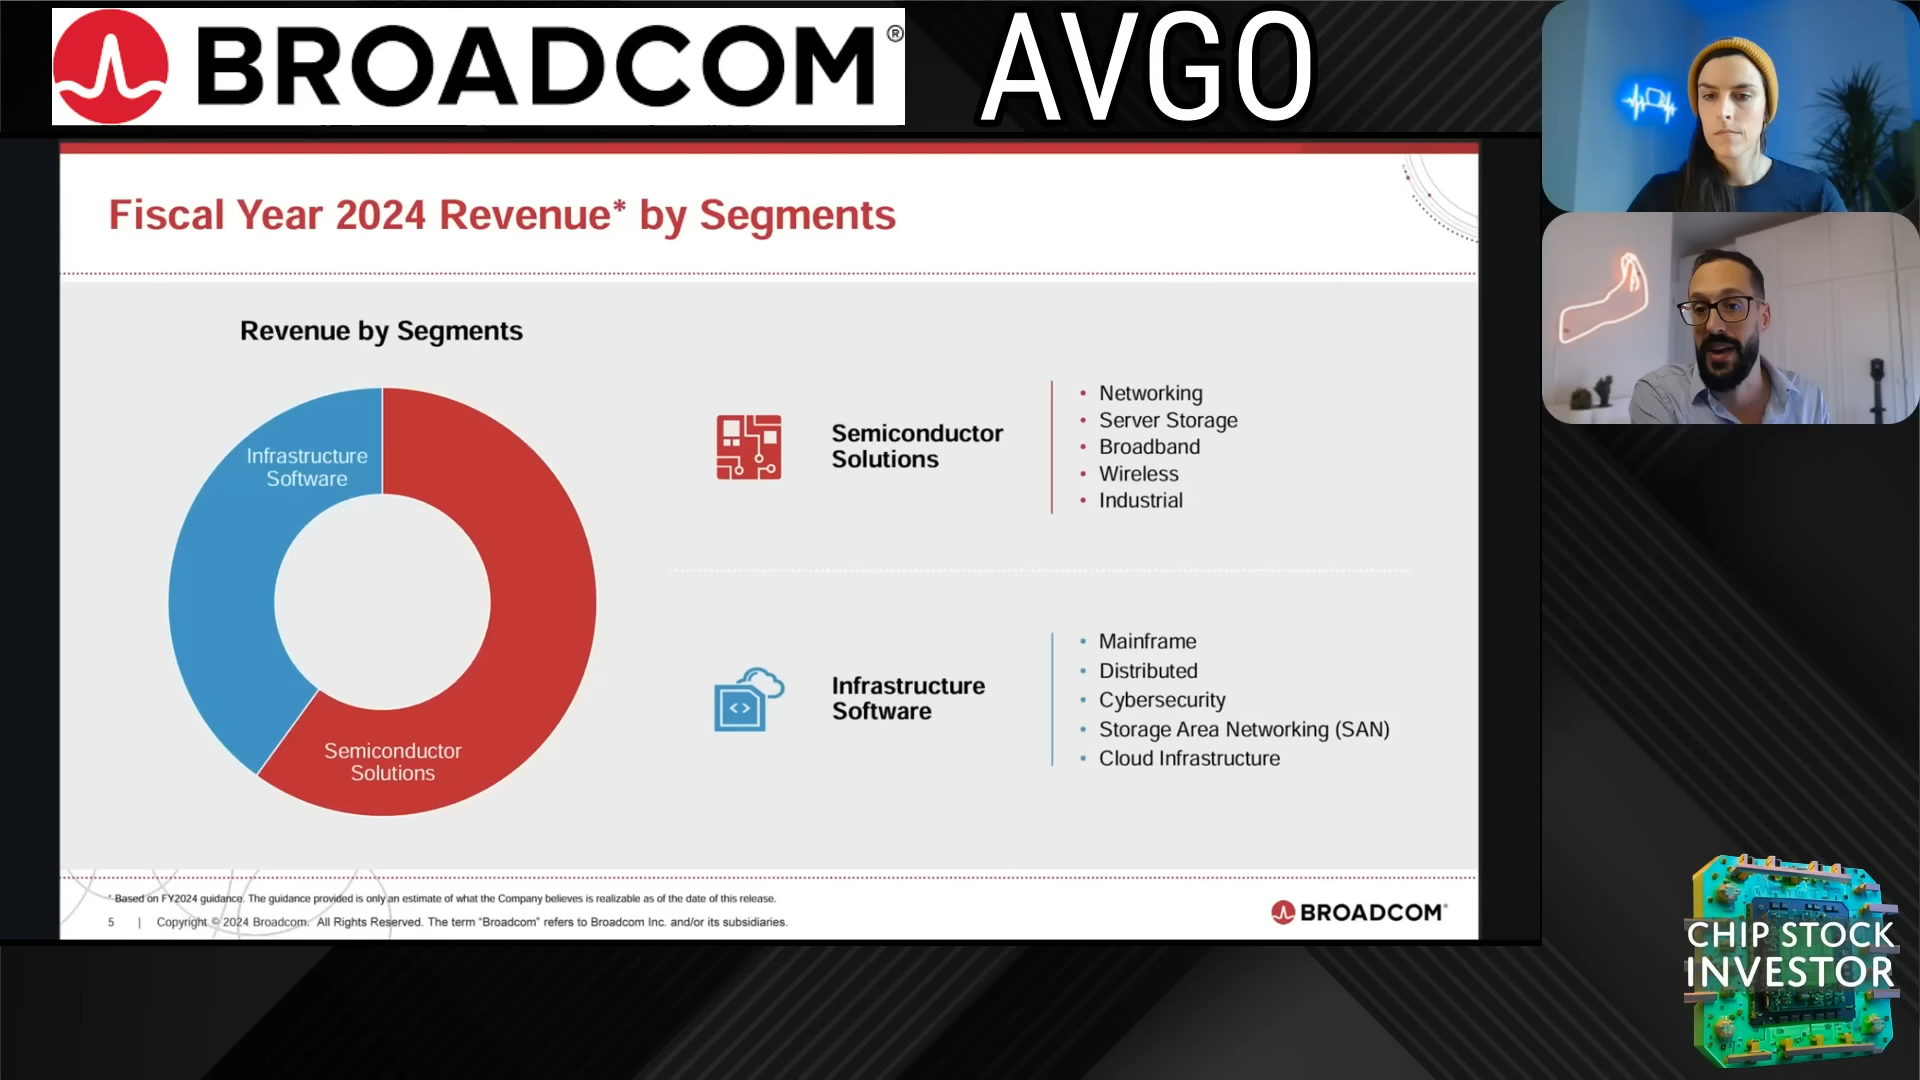 BROADCOM®
AVGO
Fiscal Year 2024 Revenue* by Segments
Revenue by Segments
Infrastructure
Software
Semiconductor
Solutions
Semiconductor
Solutions
• Networking
• Server Storage
• Broadband
• Wireless
• Industrial
Infrastructure
Software
• Mainframe
• Distributed
• Cybersecurity
• Storage Area Networking (SAN)
• Cloud Infrastructure
* Based on FY2024 guidance. The guidance provided is only an estimate of what the Company believes is realizable as of the date of this release.
5 | Copyright © 2024 Broadcom. All Rights Reserved. The term “Broadcom” refers to Broadcom Inc. and/or its subsidiaries.
BROADCOM®
CHIP STOCK
INVESTOR